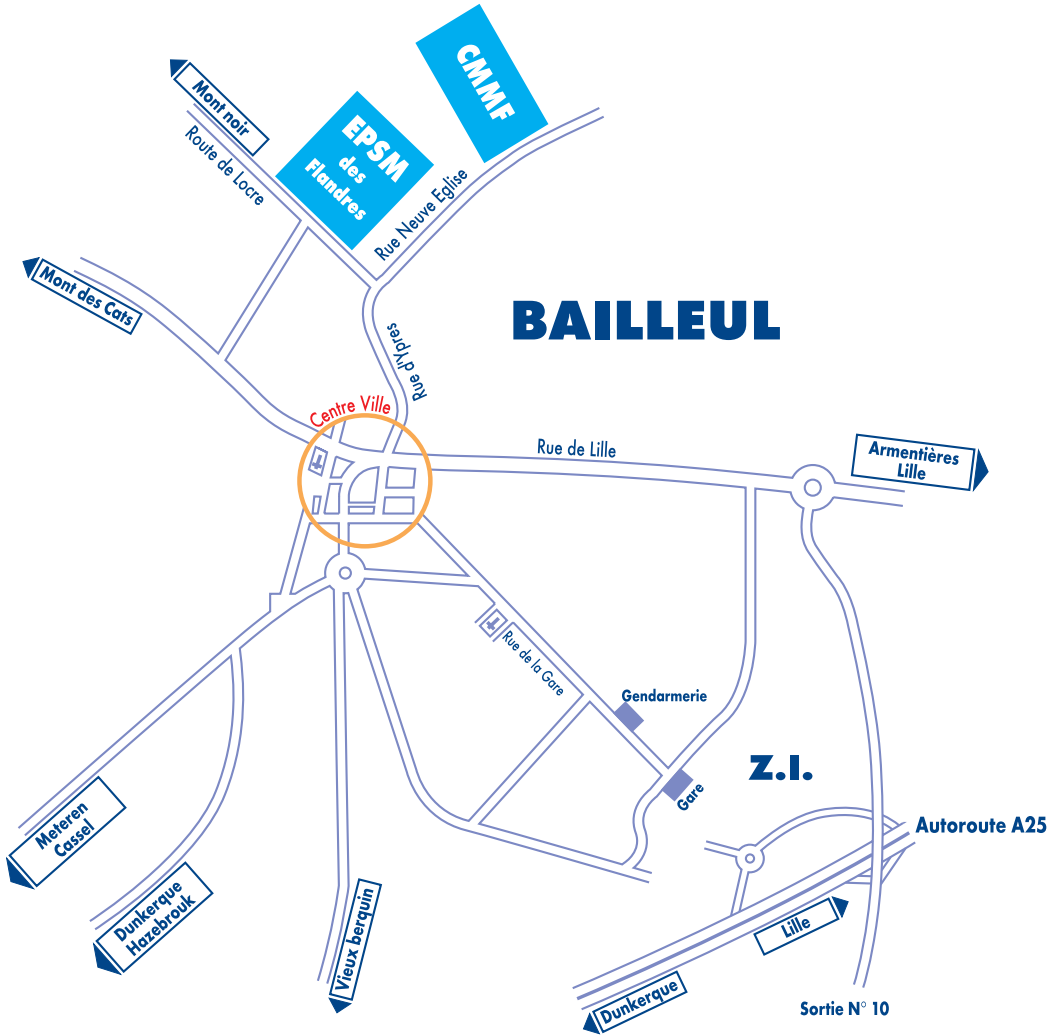 CMMF
EPSM
des
Flandres
Mont noir
Route de Locre
Rue Neuve Eglise
Mont des Cats
BAILLEUL
Rue d'Ypres
Centre Ville
Rue de Lille
Armentières
Lille
Rue de la Gare
Gendarmerie
Gare
Z.I.
Autoroute A25
Meteren
Cassel
Dunkerque
Hazebrouk
Vieux berquin
Lille
Dunkerque
Sortie N° 10